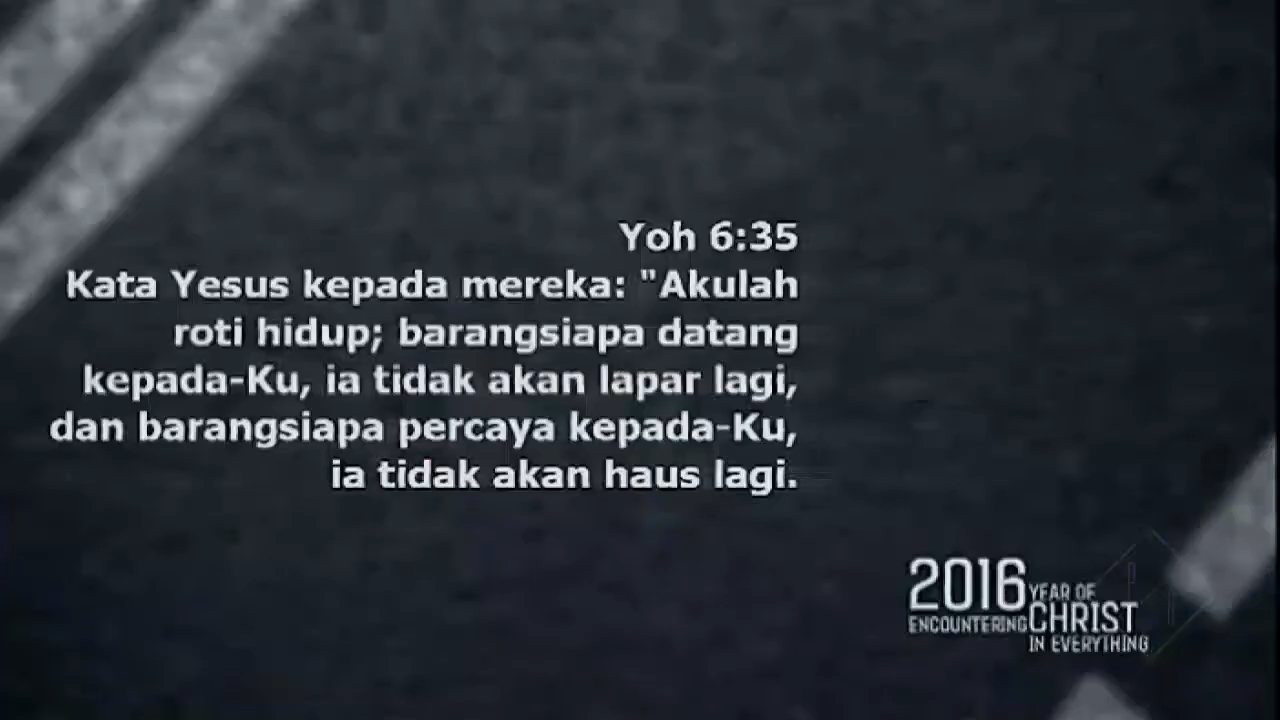 Yoh 6:35
Kata Yesus kepada mereka: "Akulah
roti hidup; barangsiapa datang
kepada-Ku, ia tidak akan lapar lagi,
dan barangsiapa percaya kepada-Ku,
ia tidak akan haus lagi.
2016 YEAR OF
ENCOUNTERING CHRIST
IN EVERYTHING